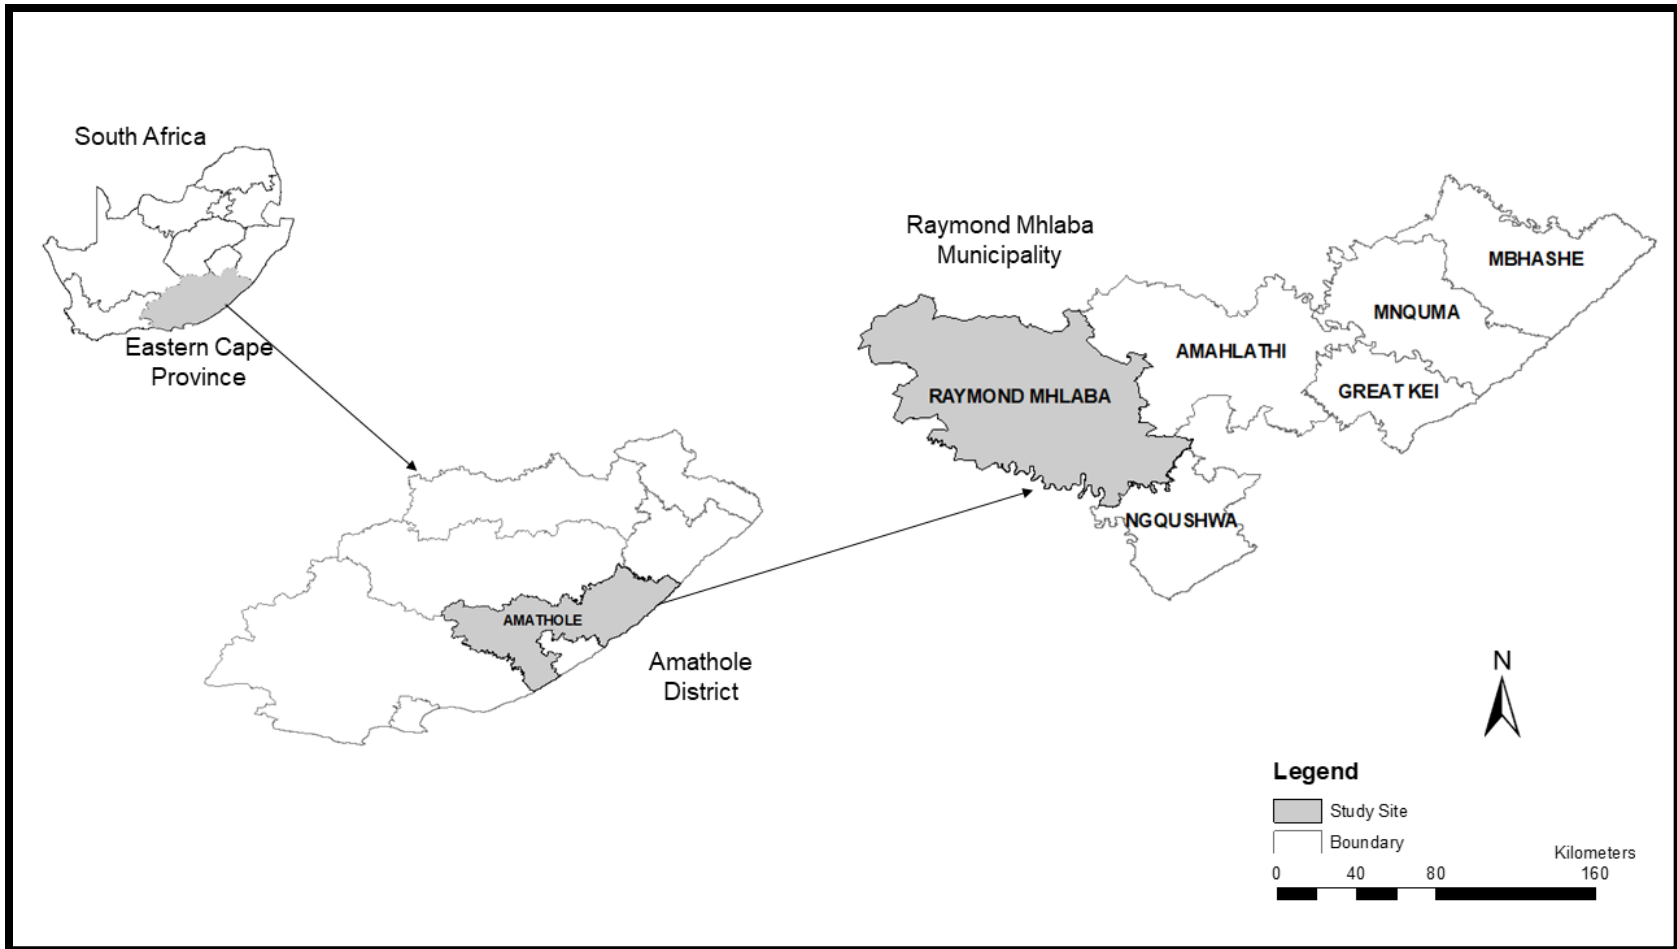 South Africa
Eastern Cape
Province
Raymond Mhlaba
Municipality
MBHASHE
MNQUMA
AMAHLATHI
GREAT KEI
RAYMOND MHLABA
NGQUSHWA
AMATHOLE
Amathole
District
N
Legend
Study Site
Boundary
Kilometers
0 40 80 160